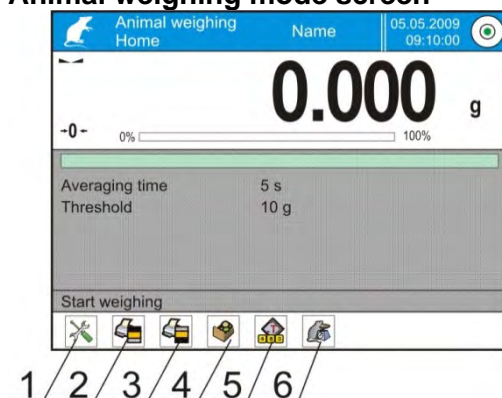 Animal weighing mode screen
Animal weighing Name 05.05.2009
Home 09:10:00
0.000 g
→0← 0% 100%
Averaging time 5 s
Threshold 10 g
Start weighing
T
1 2 3 4 5 6